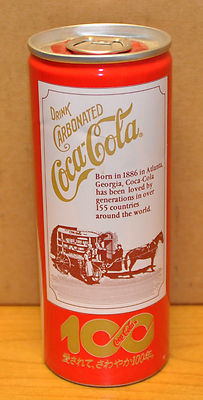 DRINK
CARBONATED
Coca-Cola
Born in 1886 in Atlanta,
Georgia, Coca-Cola
has been loved by
generations in over
155 countries
around the world.
100
Coca-Cola
愛されて、さわやか100年。